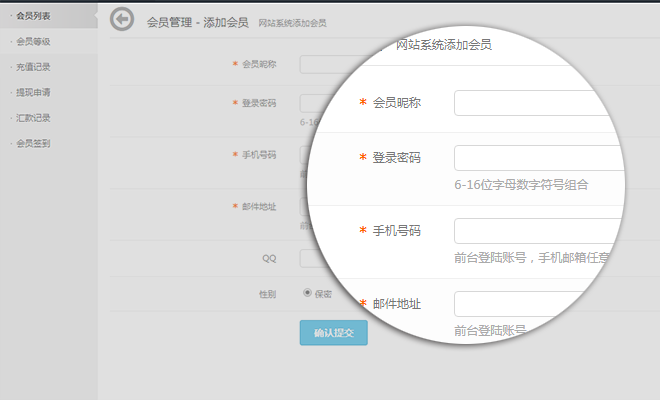 · 会员列表
· 会员等级
· 充值记录
· 提现申请
· 汇款记录
· 会员签到
会员管理 - 添加会员 网站系统添加会员
* 会员昵称
* 登录密码
6-16
* 手机号码
* 邮件地址
QQ
性别 保密
确认提交
网站系统添加会员
* 会员昵称
* 登录密码
6-16位字母数字符号组合
* 手机号码
前台登陆账号，手机邮箱任意
* 邮件地址
前台登陆账号